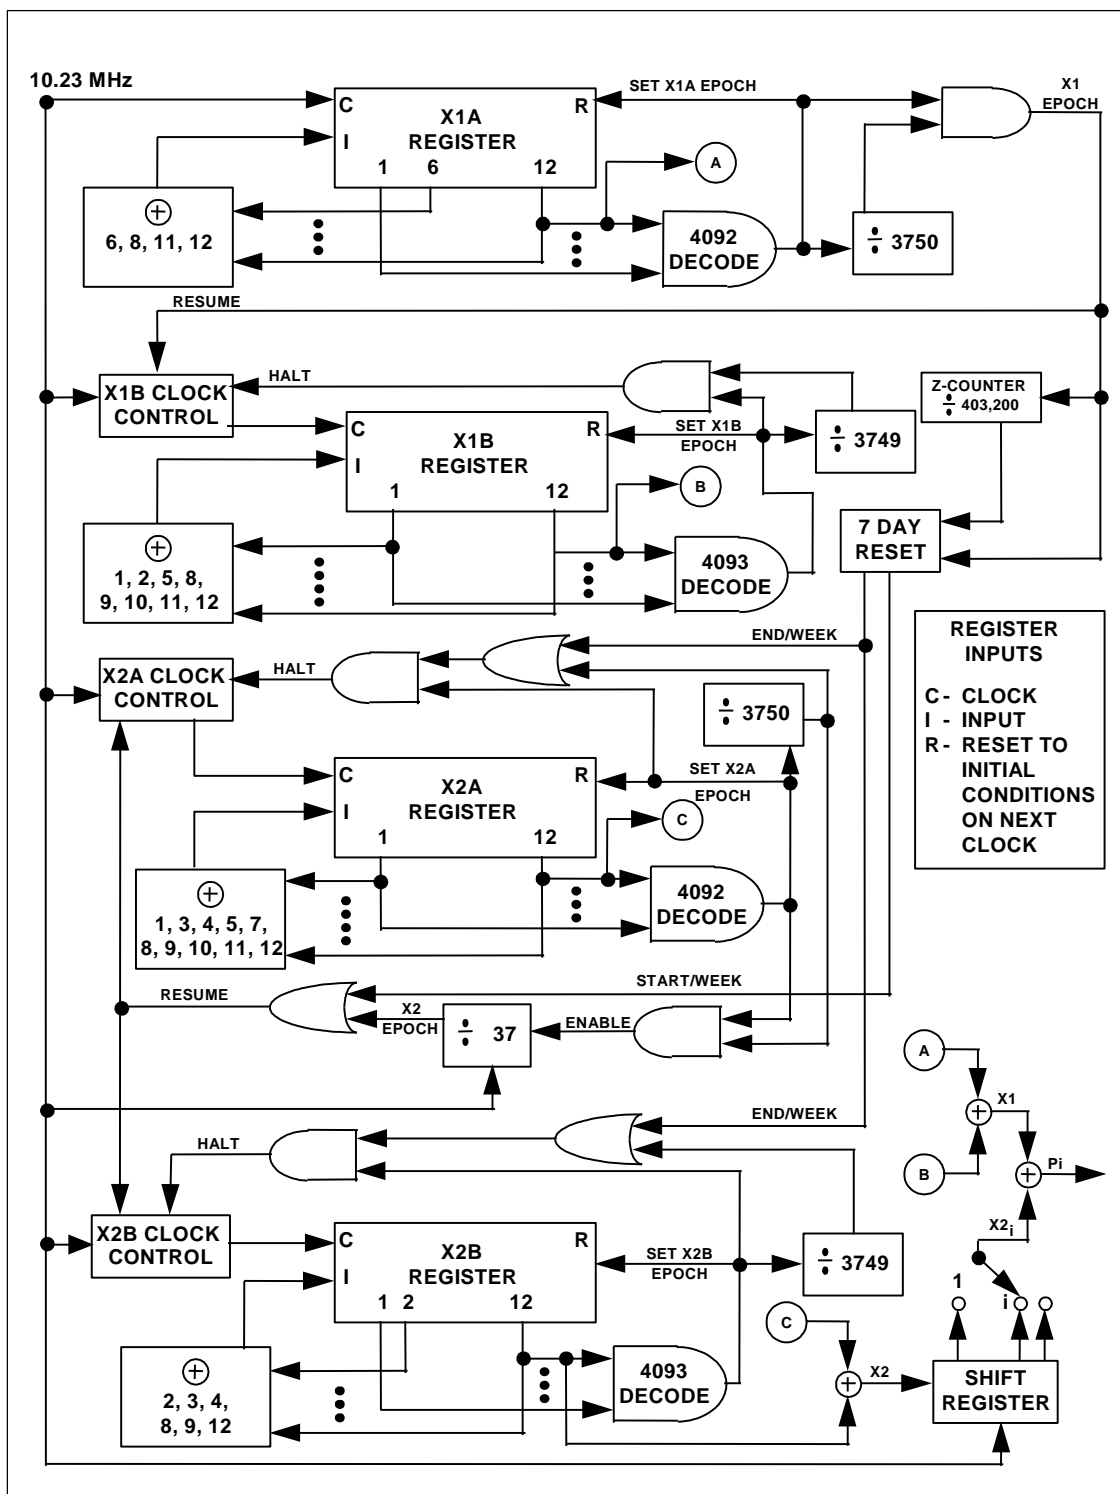 10.23 MHz
C
X1A
REGISTER
R
I
1
6
12
SET X1A EPOCH
X1
EPOCH
A
6, 8, 11, 12
4092
DECODE
÷ 3750
RESUME
X1B CLOCK
CONTROL
HALT
Z-COUNTER
÷ 403,200
C
X1B
REGISTER
R
I
1
12
SET X1B
EPOCH
÷ 3749
B
1, 2, 5, 8,
9, 10, 11, 12
4093
DECODE
7 DAY
RESET
END/WEEK
X2A CLOCK
CONTROL
HALT
÷ 3750
REGISTER
INPUTS
C - CLOCK
I - INPUT
R - RESET TO
INITIAL
CONDITIONS
ON NEXT
CLOCK
C
X2A
REGISTER
R
I
1
12
SET X2A
EPOCH
C
1, 3, 4, 5, 7,
8, 9, 10, 11, 12
4092
DECODE
RESUME
START/WEEK
X2
EPOCH
÷ 37
ENABLE
END/WEEK
HALT
X2B CLOCK
CONTROL
C
X2B
REGISTER
R
I
1
2
12
SET X2B
EPOCH
÷ 3749
2, 3, 4,
8, 9, 12
4093
DECODE
C
X2
A
X1
B
Pi
X2i
1
i
SHIFT
REGISTER